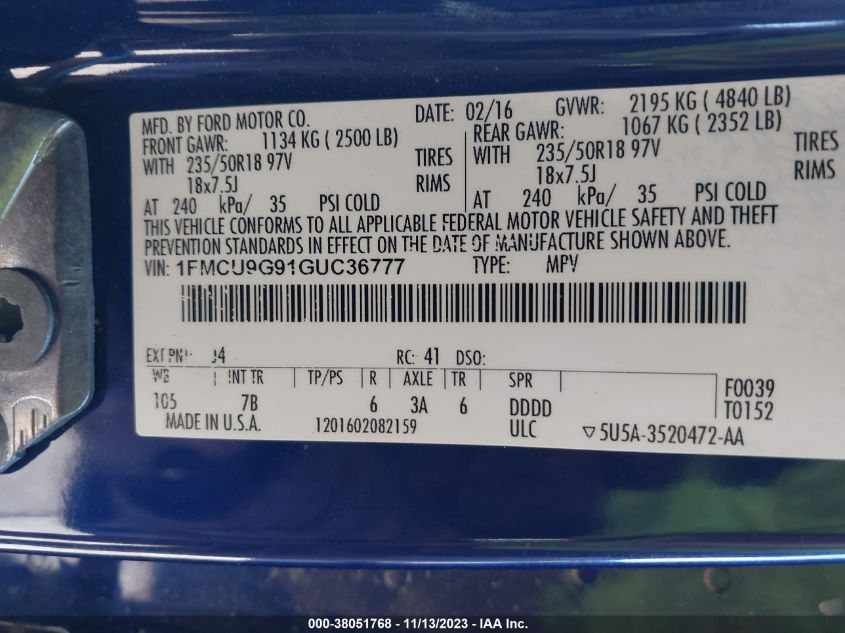 MFD. BY FORD MOTOR CO. DATE: 02/16 GVWR: 2195 KG ( 4840 LB)
FRONT GAWR: 1134 KG ( 2500 LB) REAR GAWR: 1067 KG ( 2352 LB)
WITH 235/50R18 97V TIRES WITH 235/50R18 97V TIRES
18x7.5J RIMS 18x7.5J RIMS
AT 240 kPa/ 35 PSI COLD AT 240 kPa/ 35 PSI COLD
THIS VEHICLE CONFORMS TO ALL APPLICABLE FEDERAL MOTOR VEHICLE SAFETY AND THEFT
PREVENTION STANDARDS IN EFFECT ON THE DATE OF MANUFACTURE SHOWN ABOVE.
VIN: 1FMCU9G91GUC36777 TYPE: MPV
EXT PNT: J4 RC: 41 DSO:
WB INT TR TP/PS R AXLE TR SPR F0039
105 7B 6 3A 6 DDDD T0152
MADE IN U.S.A. 1201602082159 ULC ▽5U5A-3520472-AA
000-38051768 - 11/13/2023 - IAA Inc.